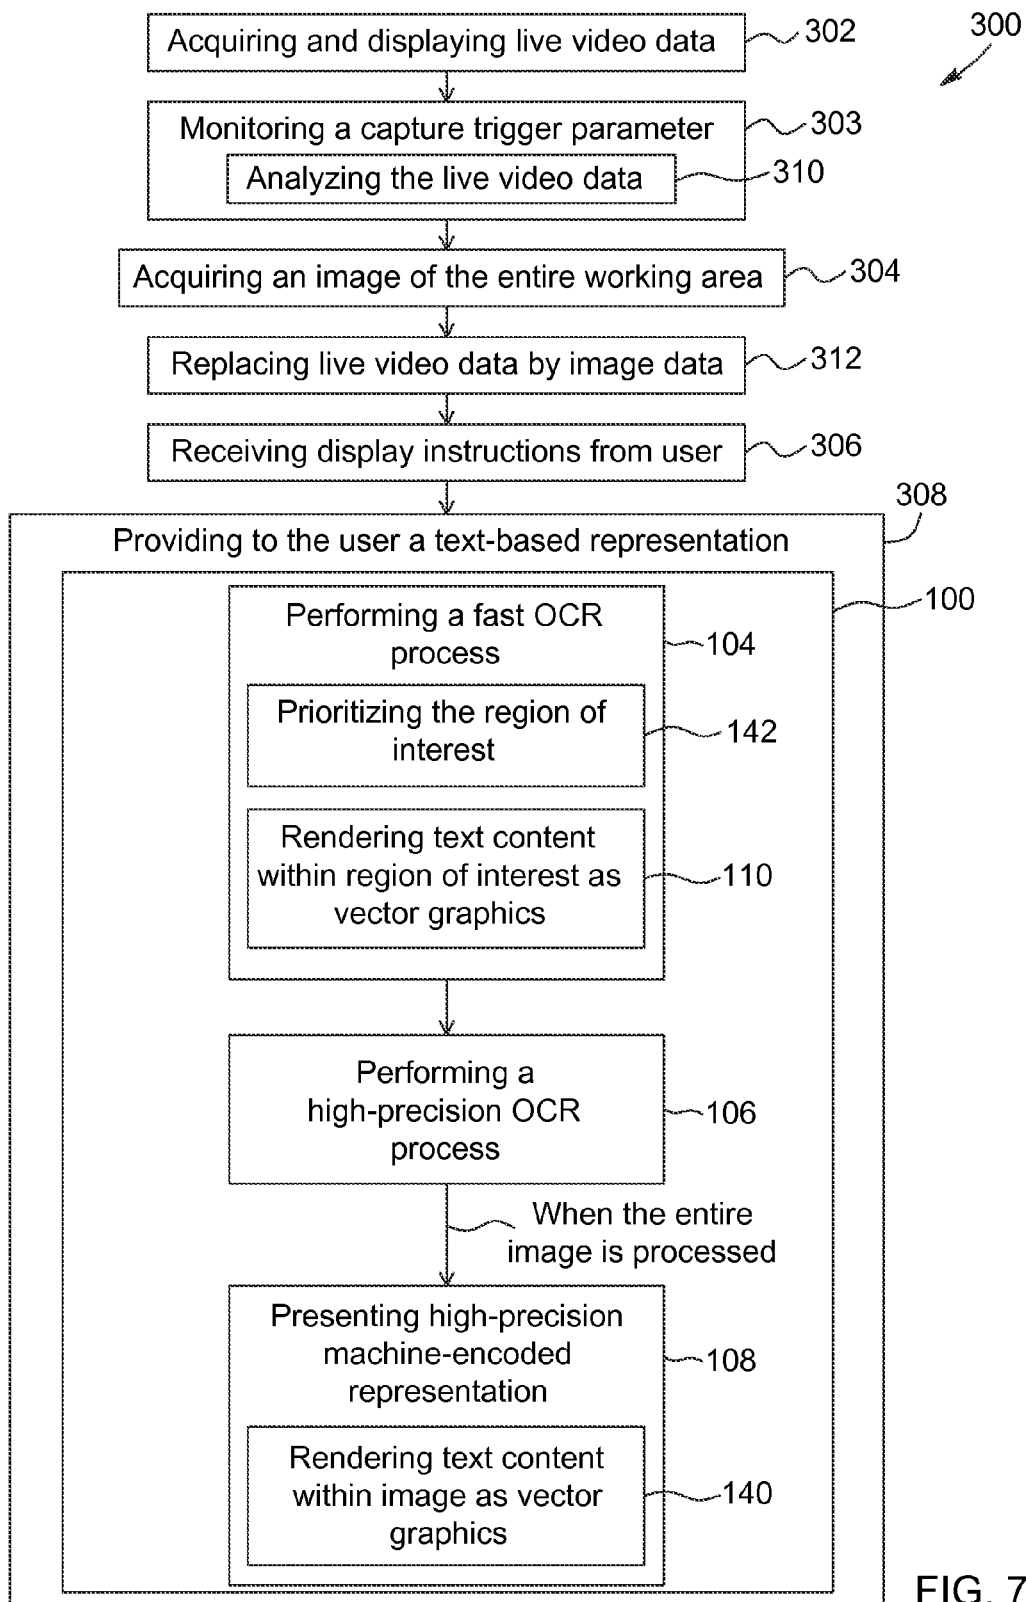 Acquiring and displaying live video data
302
300
Monitoring a capture trigger parameter
303
Analyzing the live video data
310
Acquiring an image of the entire working area
304
Replacing live video data by image data
312
Receiving display instructions from user
306
308
Providing to the user a text-based representation
100
Performing a fast OCR
process
104
Prioritizing the region of
interest
142
Rendering text content
within region of interest as
vector graphics
110
Performing a
high-precision OCR
process
106
When the entire
image is processed
Presenting high-precision
machine-encoded
representation
108
Rendering text content
within image as vector
graphics
140
FIG. 7